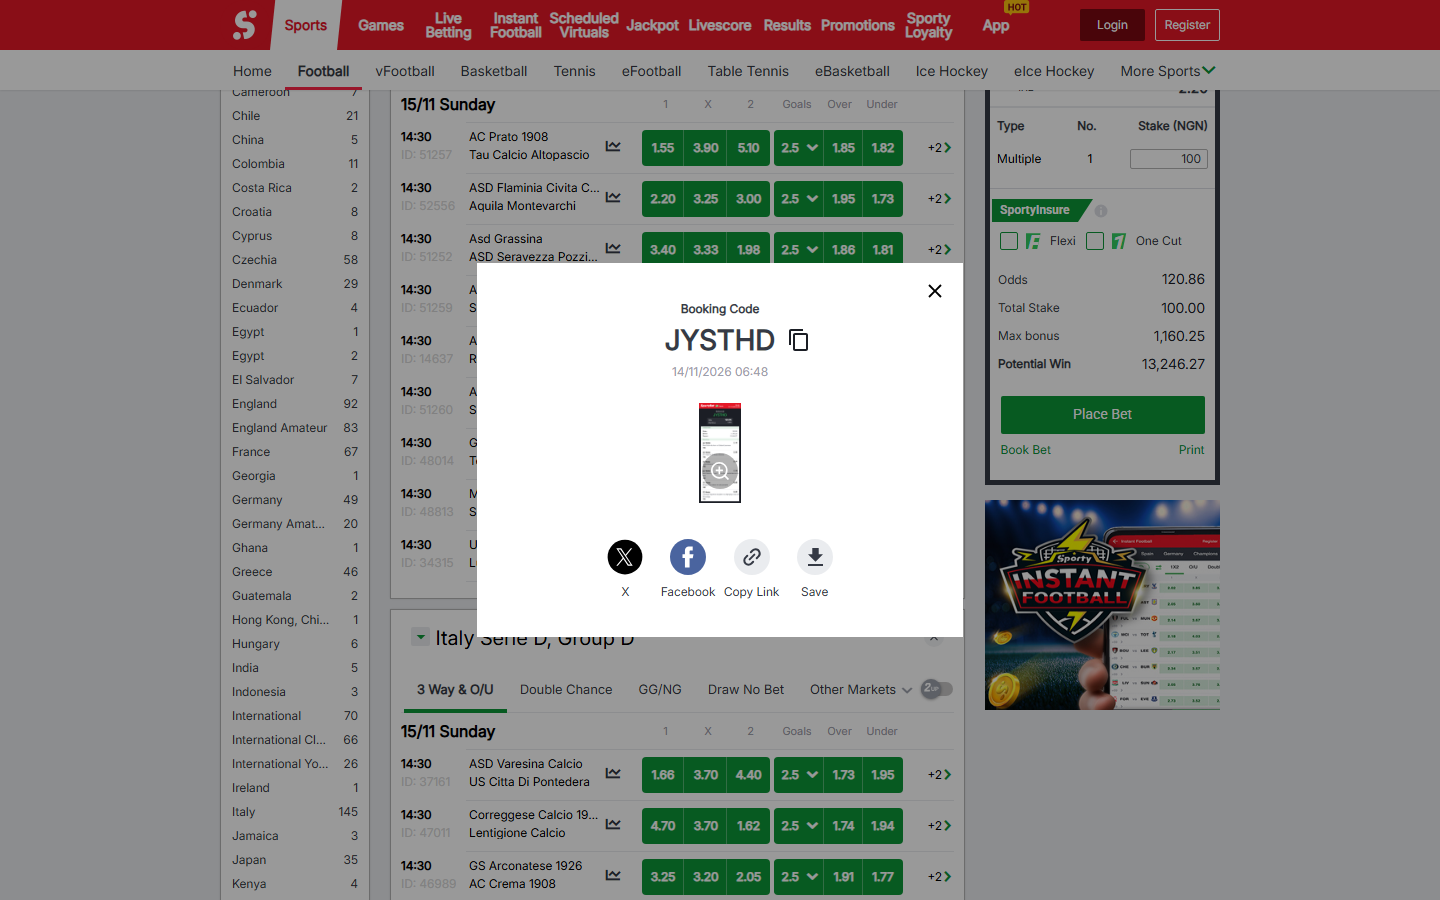 Sports
Games
Live Betting
Instant Football
Scheduled Virtuals
Jackpot
Livescore
Results
Promotions
Sporty Loyalty
App
HOT
Login
Register
Home
Football
vFootball
Basketball
Tennis
eFootball
Table Tennis
eBasketball
Ice Hockey
eIce Hockey
More Sports
Cameroon 7
Chile 21
China 5
Colombia 11
Costa Rica 2
Croatia 8
Cyprus 8
Czechia 58
Denmark 29
Ecuador 4
Egypt 1
Egypt 2
El Salvador 7
England 92
England Amateur 83
France 67
Georgia 1
Germany 49
Germany Amat... 20
Ghana 1
Greece 46
Guatemala 2
Hong Kong, Chi... 1
Hungary 6
India 5
Indonesia 3
International 70
International Cl... 66
International Yo... 26
Ireland 1
Italy 145
Jamaica 3
Japan 35
Kenya 4
15/11 Sunday 1 X 2 Goals Over Under
14:30 AC Prato 1908
ID: 51257 Tau Calcio Altopascio
1.55 3.90 5.10 2.5 1.85 1.82 +2
14:30 ASD Flaminia Civita C...
ID: 52556 Aquila Montevarchi
2.20 3.25 3.00 2.5 1.95 1.73 +2
14:30 Asd Grassina
ID: 51252 ASD Seravezza Pozzi...
3.40 3.33 1.98 2.5 1.86 1.81 +2
14:30 A
ID: 51259 S
14:30 A
ID: 14637 R
14:30 A
ID: 51260 S
14:30 G
ID: 48014 To
14:30 M
ID: 48813 S
14:30 U
ID: 34315 Lu
Booking Code
JYSTHD
14/11/2026 06:48
X
Facebook
Copy Link
Save
Italy Serie D, Group D
3 Way & O/U
Double Chance
GG/NG
Draw No Bet
Other Markets
2UP
15/11 Sunday 1 X 2 Goals Over Under
14:30 ASD Varesina Calcio
ID: 37161 US Citta Di Pontedera
1.66 3.70 4.40 2.5 1.73 1.95 +2
14:30 Correggese Calcio 19...
ID: 47011 Lentigione Calcio
4.70 3.70 1.62 2.5 1.74 1.94 +2
14:30 GS Arconatese 1926
ID: 46989 AC Crema 1908
3.25 3.20 2.05 2.5 1.91 1.77 +2
Type No. Stake (NGN)
Multiple 1 100
SportyInsure
Flexi
One Cut
Odds 120.86
Total Stake 100.00
Max bonus 1,160.25
Potential Win 13,246.27
Place Bet
Book Bet
Print
Instant Football
Register
Sporty
INSTANT
FOOTBALL
Spain
Germany
Champions